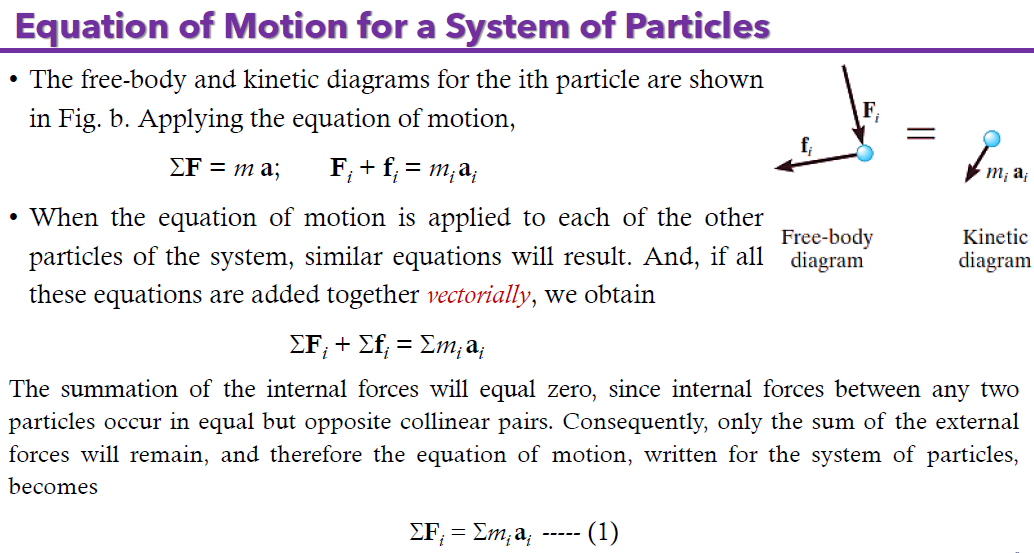 Equation of Motion for a System of Particles
• The free-body and kinetic diagrams for the ith particle are shown
in Fig. b. Applying the equation of motion,
ΣF = m a; Fᵢ + fᵢ = mᵢaᵢ
• When the equation of motion is applied to each of the other
particles of the system, similar equations will result. And, if all
these equations are added together vectorially, we obtain
ΣFᵢ + Σfᵢ = Σmᵢaᵢ
Fᵢ
fᵢ
=
mᵢ aᵢ
Free-body
diagram
Kinetic
diagram
The summation of the internal forces will equal zero, since internal forces between any two
particles occur in equal but opposite collinear pairs. Consequently, only the sum of the external
forces will remain, and therefore the equation of motion, written for the system of particles,
becomes
ΣFᵢ = Σmᵢaᵢ ----- (1)